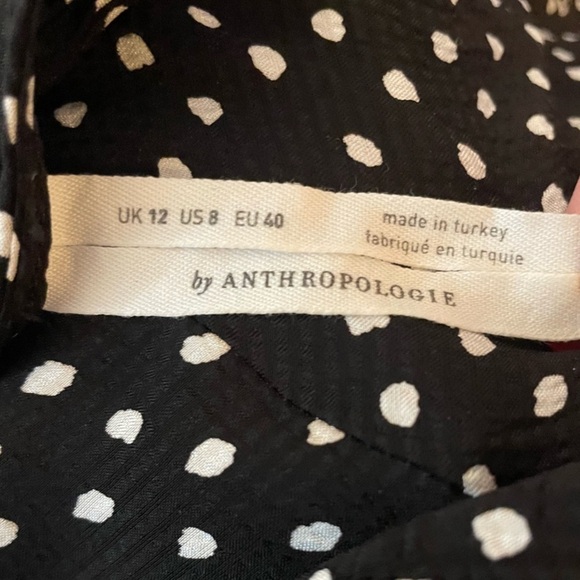 UK 12 US 8 EU 40
made in turkey
fabriqué en turquie
by ANTHROPOLOGIE